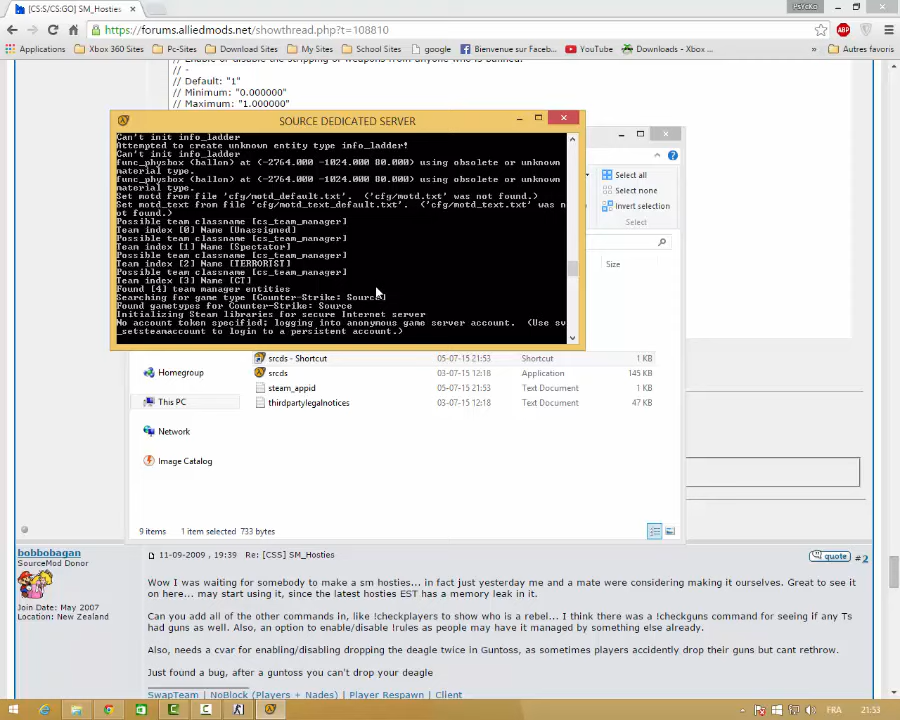 PsYcKo
[CS:S/CS:GO] SM_Hosties
https://forums.alliedmods.net/showthread.php?t=108810
Applications
Xbox 360 Sites
Pc-Sites
Download Sites
My Sites
School Sites
google
Bienvenue sur Faceb...
YouTube
Downloads - Xbox ...
»
Autres favoris
// Default: "1"
// Minimum: "0.000000"
// Maximum: "1.000000"
SOURCE DEDICATED SERVER
Can't init info_ladder
Attempted to create unknown entity type info_ladder!
Can't init info_ladder
func_physbox (ballon) at (-2764.000 -1024.000 80.000) using obsolete or unknown
material type.
func_physbox (ballon) at (-2764.000 -1024.000 80.000) using obsolete or unknown
material type.
Set motd from file 'cfg/motd_default.txt'.  ('cfg/motd.txt' was not found.)
Set motd_text from file 'cfg/motd_text_default.txt'.  ('cfg/motd_text.txt' was n
ot found.)
Possible team classname [cs_team_manager]
Team index [0] Name [Unassigned]
Possible team classname [cs_team_manager]
Team index [1] Name [Spectator]
Possible team classname [cs_team_manager]
Team index [2] Name [TERRORIST]
Possible team classname [cs_team_manager]
Team index [3] Name [CT]
Found [4] team manager entities
Searching for game type [Counter-Strike: Source]
Found gametypes for Counter-Strike: Source
Initializing Steam libraries for secure Internet server
No account token specified; logging into anonymous game server account.  (Use sv
_setsteamaccount to login to a persistent account.)
Select all
Select none
Invert selection
Select
Size
srcds - Shortcut 05-07-15 21:53 Shortcut 1 KB
srcds 03-07-15 12:18 Application 145 KB
steam_appid 05-07-15 21:53 Text Document 1 KB
thirdpartylegalnotices 03-07-15 12:18 Text Document 47 KB
Homegroup
This PC
Network
Image Catalog
9 items 1 item selected 733 bytes
bobbobagan
SourceMod Donor
Join Date: May 2007
Location: New Zealand
11-09-2009 , 19:39 Re: [CSS] SM_Hosties
quote #2
Wow I was waiting for somebody to make a sm hosties... in fact just yesterday me and a mate were considering making it ourselves. Great to see it
on here... may start using it, since the latest hosties EST has a memory leak in it.
Can you add all of the other commands in, like !checkplayers to show who is a rebel... I think there was a !checkguns command for seeing if any Ts
had guns as well. Also, an option to enable/disable !rules as people may have it managed by something else already.
Also, needs a cvar for enabling/disabling dropping the deagle twice in Guntoss, as sometimes players accidently drop their guns but cant rethrow.
Just found a bug, after a guntoss you can't drop your deagle
SwapTeam | NoBlock (Players + Nades) | Player Respawn | Client
FRA
21:53